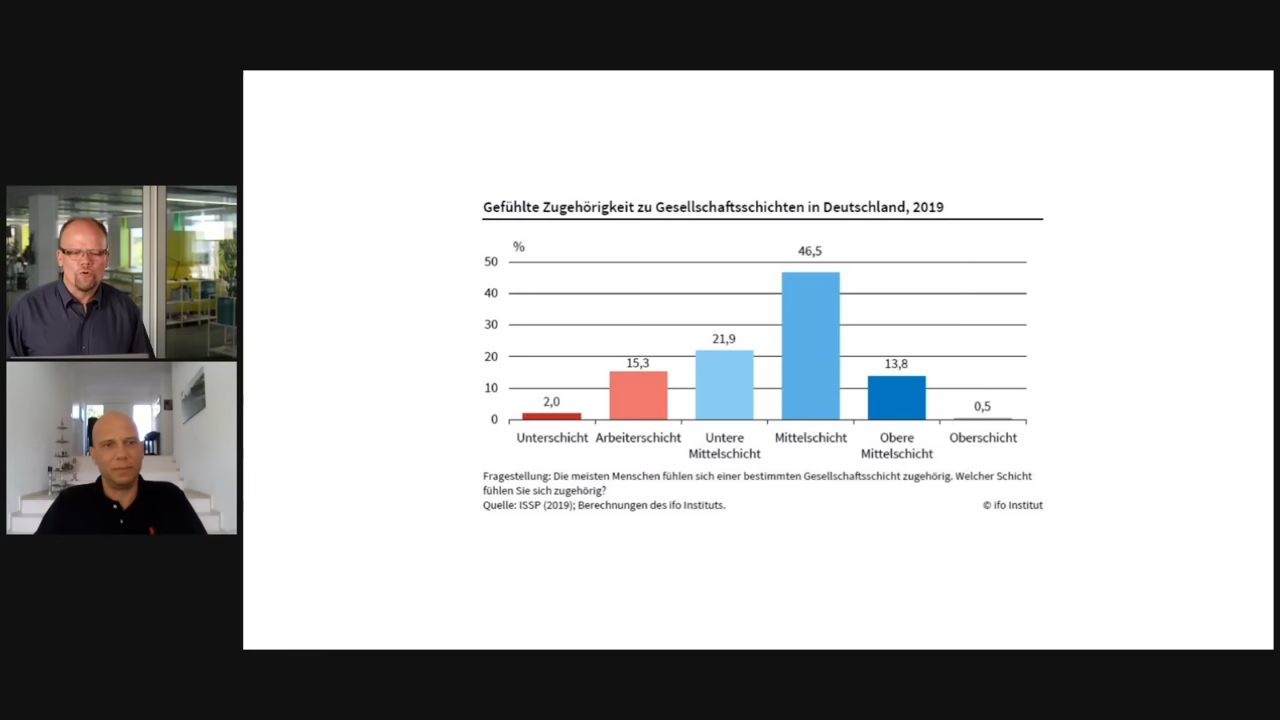 Gefühlte Zugehörigkeit zu Gesellschaftsschichten in Deutschland, 2019
%
50
40
30
20
10
0
2,0
15,3
21,9
46,5
13,8
0,5
Unterschicht
Arbeiterschicht
Untere
Mittelschicht
Mittelschicht
Obere
Mittelschicht
Oberschicht
Fragestellung: Die meisten Menschen fühlen sich einer bestimmten Gesellschaftsschicht zugehörig. Welcher Schicht
fühlen Sie sich zugehörig?
Quelle: ISSP (2019); Berechnungen des ifo Instituts.
© ifo Institut